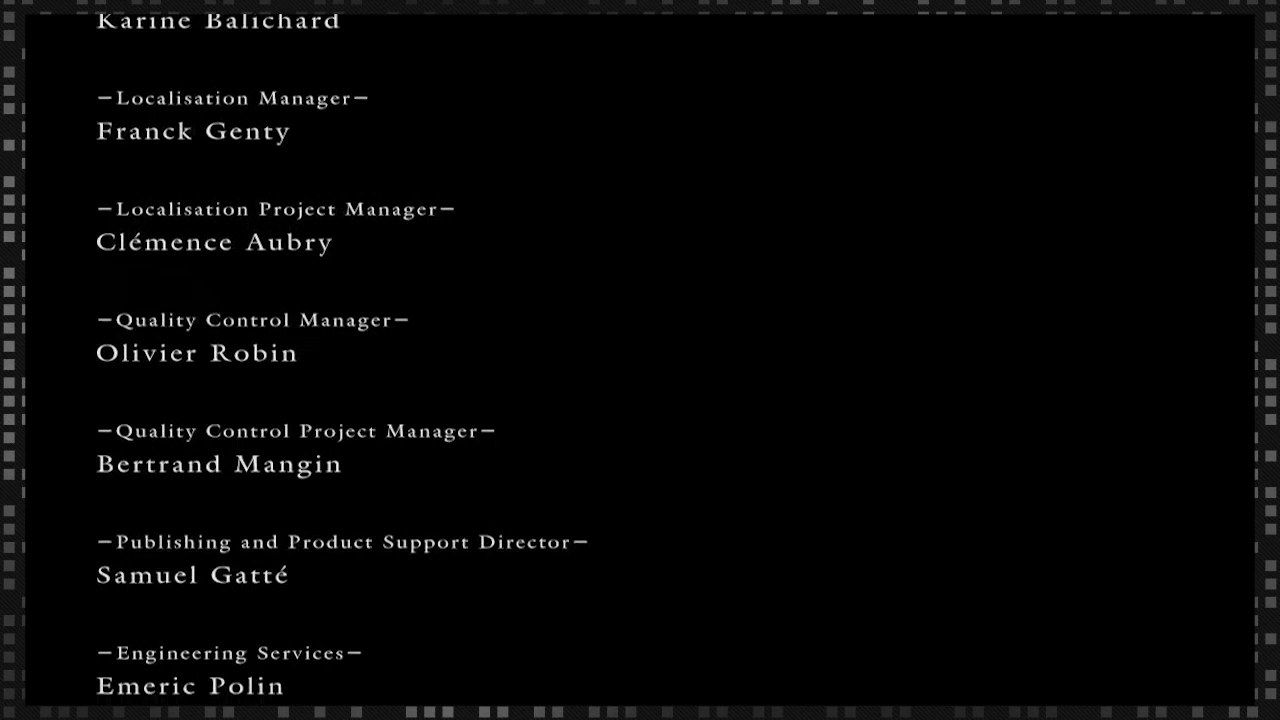 Karine Balichard
—Localisation Manager—
Franck Genty
—Localisation Project Manager—
Clémence Aubry
—Quality Control Manager—
Olivier Robin
—Quality Control Project Manager—
Bertrand Mangin
—Publishing and Product Support Director—
Samuel Gatté
—Engineering Services—
Emeric Polin